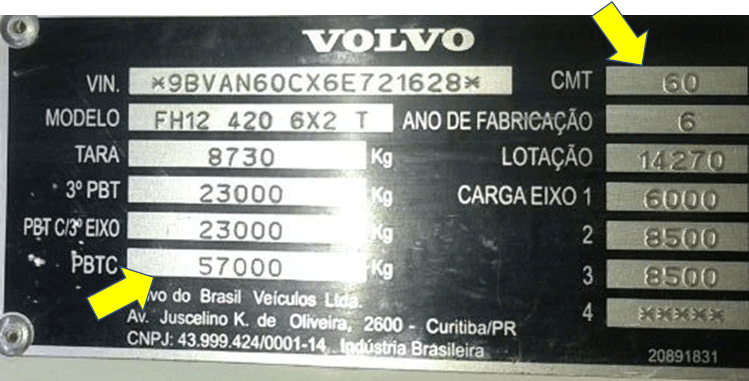 VOLVO
VIN. *9BVAN60CX6E721628* CMT 60
MODELO FH12 420 6X2 T ANO DE FABRICAÇÃO 6
TARA 8730 Kg LOTAÇÃO 14270
3º PBT 23000 Kg CARGA EIXO 1 6000
PBT C/3º EIXO 23000 Kg 2 8500
PBTC 57000 Kg 3 8500
vo do Brasil Veículos Ltda. 4 *****
Av. Juscelino K. de Oliveira, 2600 - Curitiba/PR
CNPJ: 43.999.424/0001-14 Indústria Brasileira 20891831